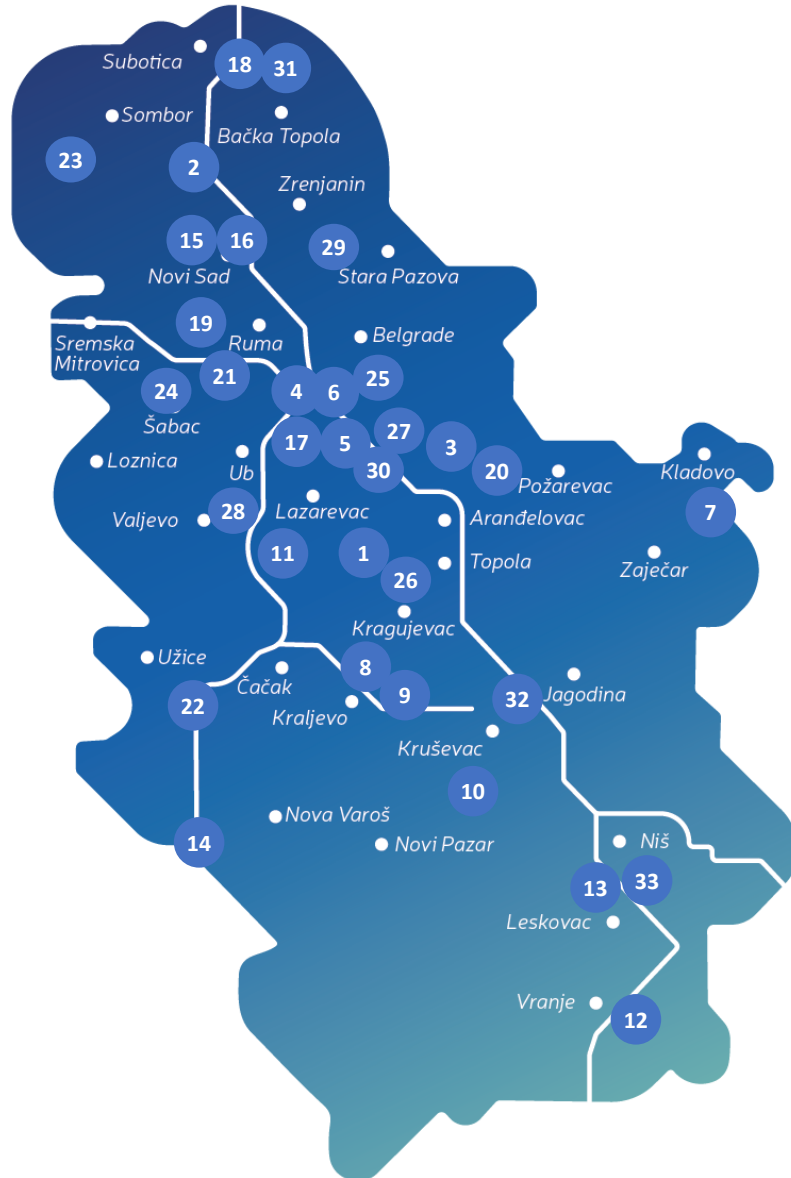 Subotica
18
31
Sombor
Bačka Topola
23
2
Zrenjanin
15
16
29
Novi Sad
Stara Pazova
19
Sremska
Mitrovica
Ruma
Belgrade
21
25
24
4
6
Šabac
27
17
5
3
Loznica
Ub
30
20
Požarevac
Kladovo
28
Lazarevac
7
Valjevo
Aranđelovac
11
1
Topola
Zaječar
26
Kragujevac
Užice
8
Čačak
9
32
Jagodina
22
Kraljevo
Kruševac
10
Nova Varoš
14
Novi Pazar
Niš
13
33
Leskovac
Vranje
12